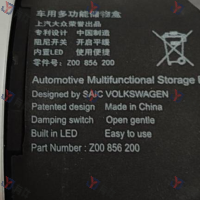 车用多功能储物盒
上汽大众荣誉出品
专利设计 中国制造
阻尼开关 开启平缓
内置LED 使用便捷
零件号：Z00 856 200
Automotive Multifunctional Storage
Designed by SAIC VOLKSWAGEN
Patented design Made in China
Damping switch Open gentle
Built in LED Easy to use
Part Number : Z00 856 200